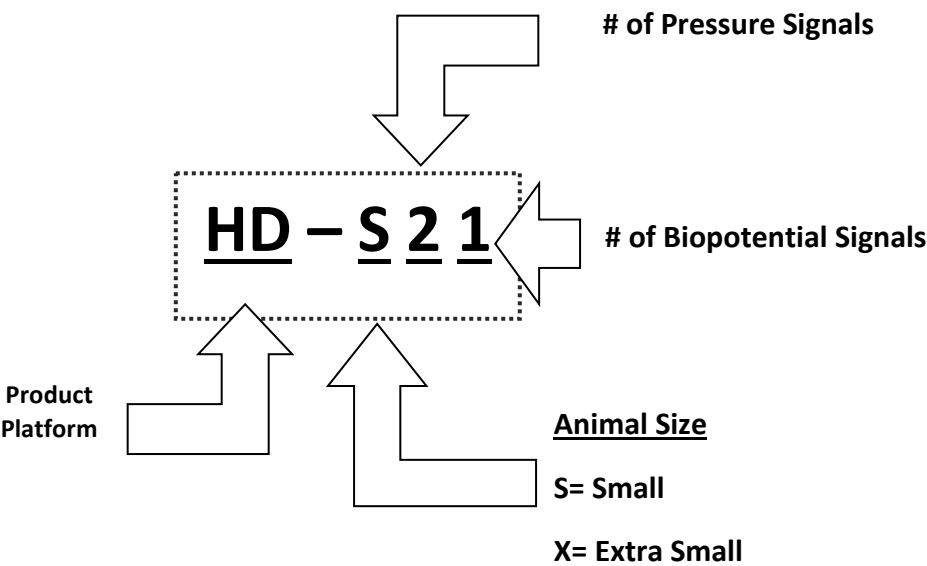 # of Pressure Signals
HD – S 2 1
# of Biopotential Signals
Product
Platform
Animal Size
S= Small
X= Extra Small